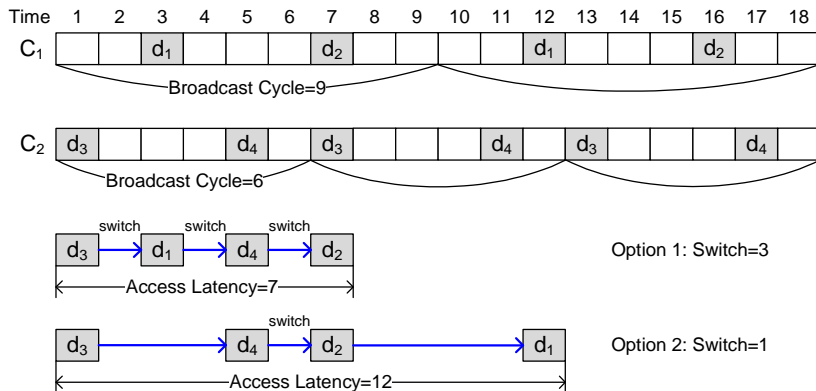 Time 1 2 3 4 5 6 7 8 9 10 11 12 13 14 15 16 17 18
C₁ d₁ d₂ d₁ d₂
Broadcast Cycle=9
C₂ d₃ d₄ d₃ d₄ d₃ d₄
Broadcast Cycle=6
switch switch switch
d₃ d₁ d₄ d₂ Option 1: Switch=3
Access Latency=7
switch
d₃ d₄ d₂ d₁ Option 2: Switch=1
Access Latency=12